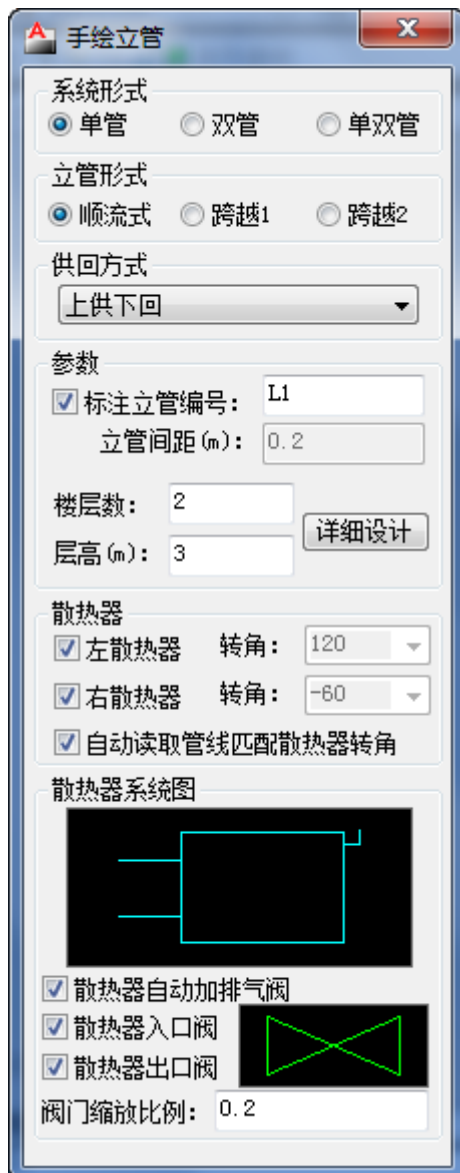 手绘立管
系统形式
单管 双管 单双管
立管形式
顺流式 跨越1 跨越2
供回方式
上供下回
参数
标注立管编号: L1
立管间距(m): 0.2
楼层数: 2
详细设计
层高(m): 3
散热器
左散热器 转角: 120
右散热器 转角: -60
自动读取管线匹配散热器转角
散热器系统图
散热器自动加排气阀
散热器入口阀
散热器出口阀
阀门缩放比例: 0.2